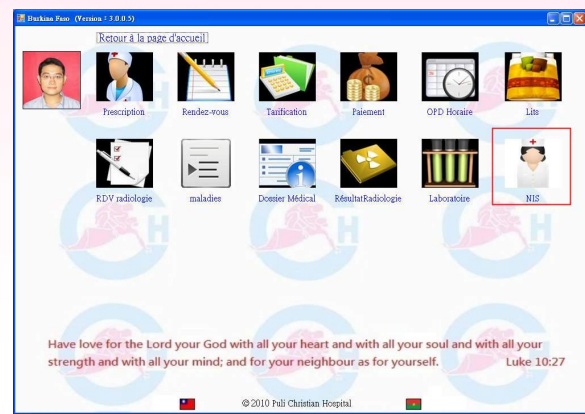 Burkina Faso (Version : 3.0.0.5)
Retour à la page d'accueil
Prescription Rendez-vous Tarification Paiement OPD Horaire Lits
RDV radiologie maladies Dossier Médical RésultatRadiologie Laboratoire NIS
Have love for the Lord your God with all your heart and with all your soul and with all your
strength and with all your mind; and for your neighbour as for yourself. Luke 10:27
©2010 Puli Christian Hospital